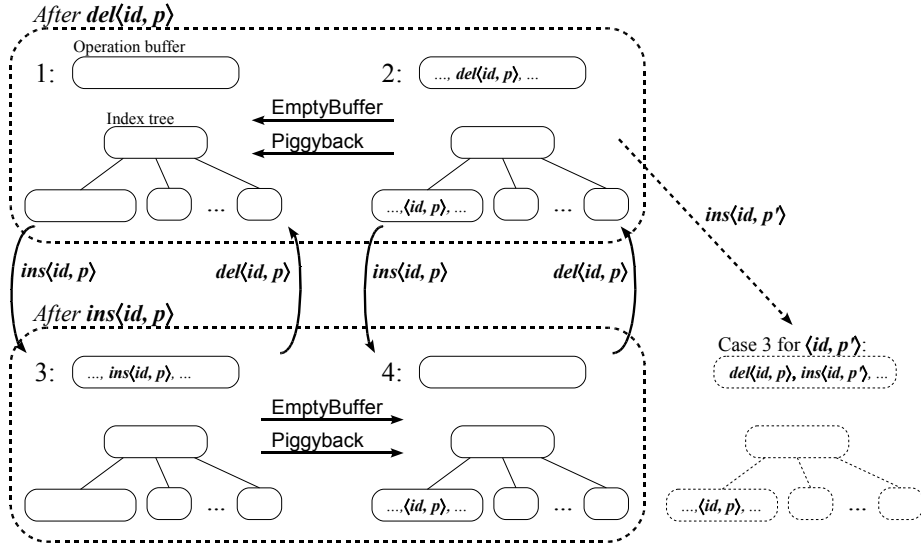 After del⟨id, p⟩
Operation buffer
1:
2:
..., del⟨id, p⟩, ...
EmptyBuffer
Index tree
Piggyback
...
...,⟨id, p⟩, ...
...
ins⟨id, p'⟩
ins⟨id, p⟩
del⟨id, p⟩
ins⟨id, p⟩
del⟨id, p⟩
After ins⟨id, p⟩
Case 3 for ⟨id, p'⟩:
3:
..., ins⟨id, p⟩, ...
4:
del⟨id, p⟩, ins⟨id, p'⟩, ...
EmptyBuffer
Piggyback
...
...,⟨id, p⟩, ...
...
...,⟨id, p⟩, ...
...